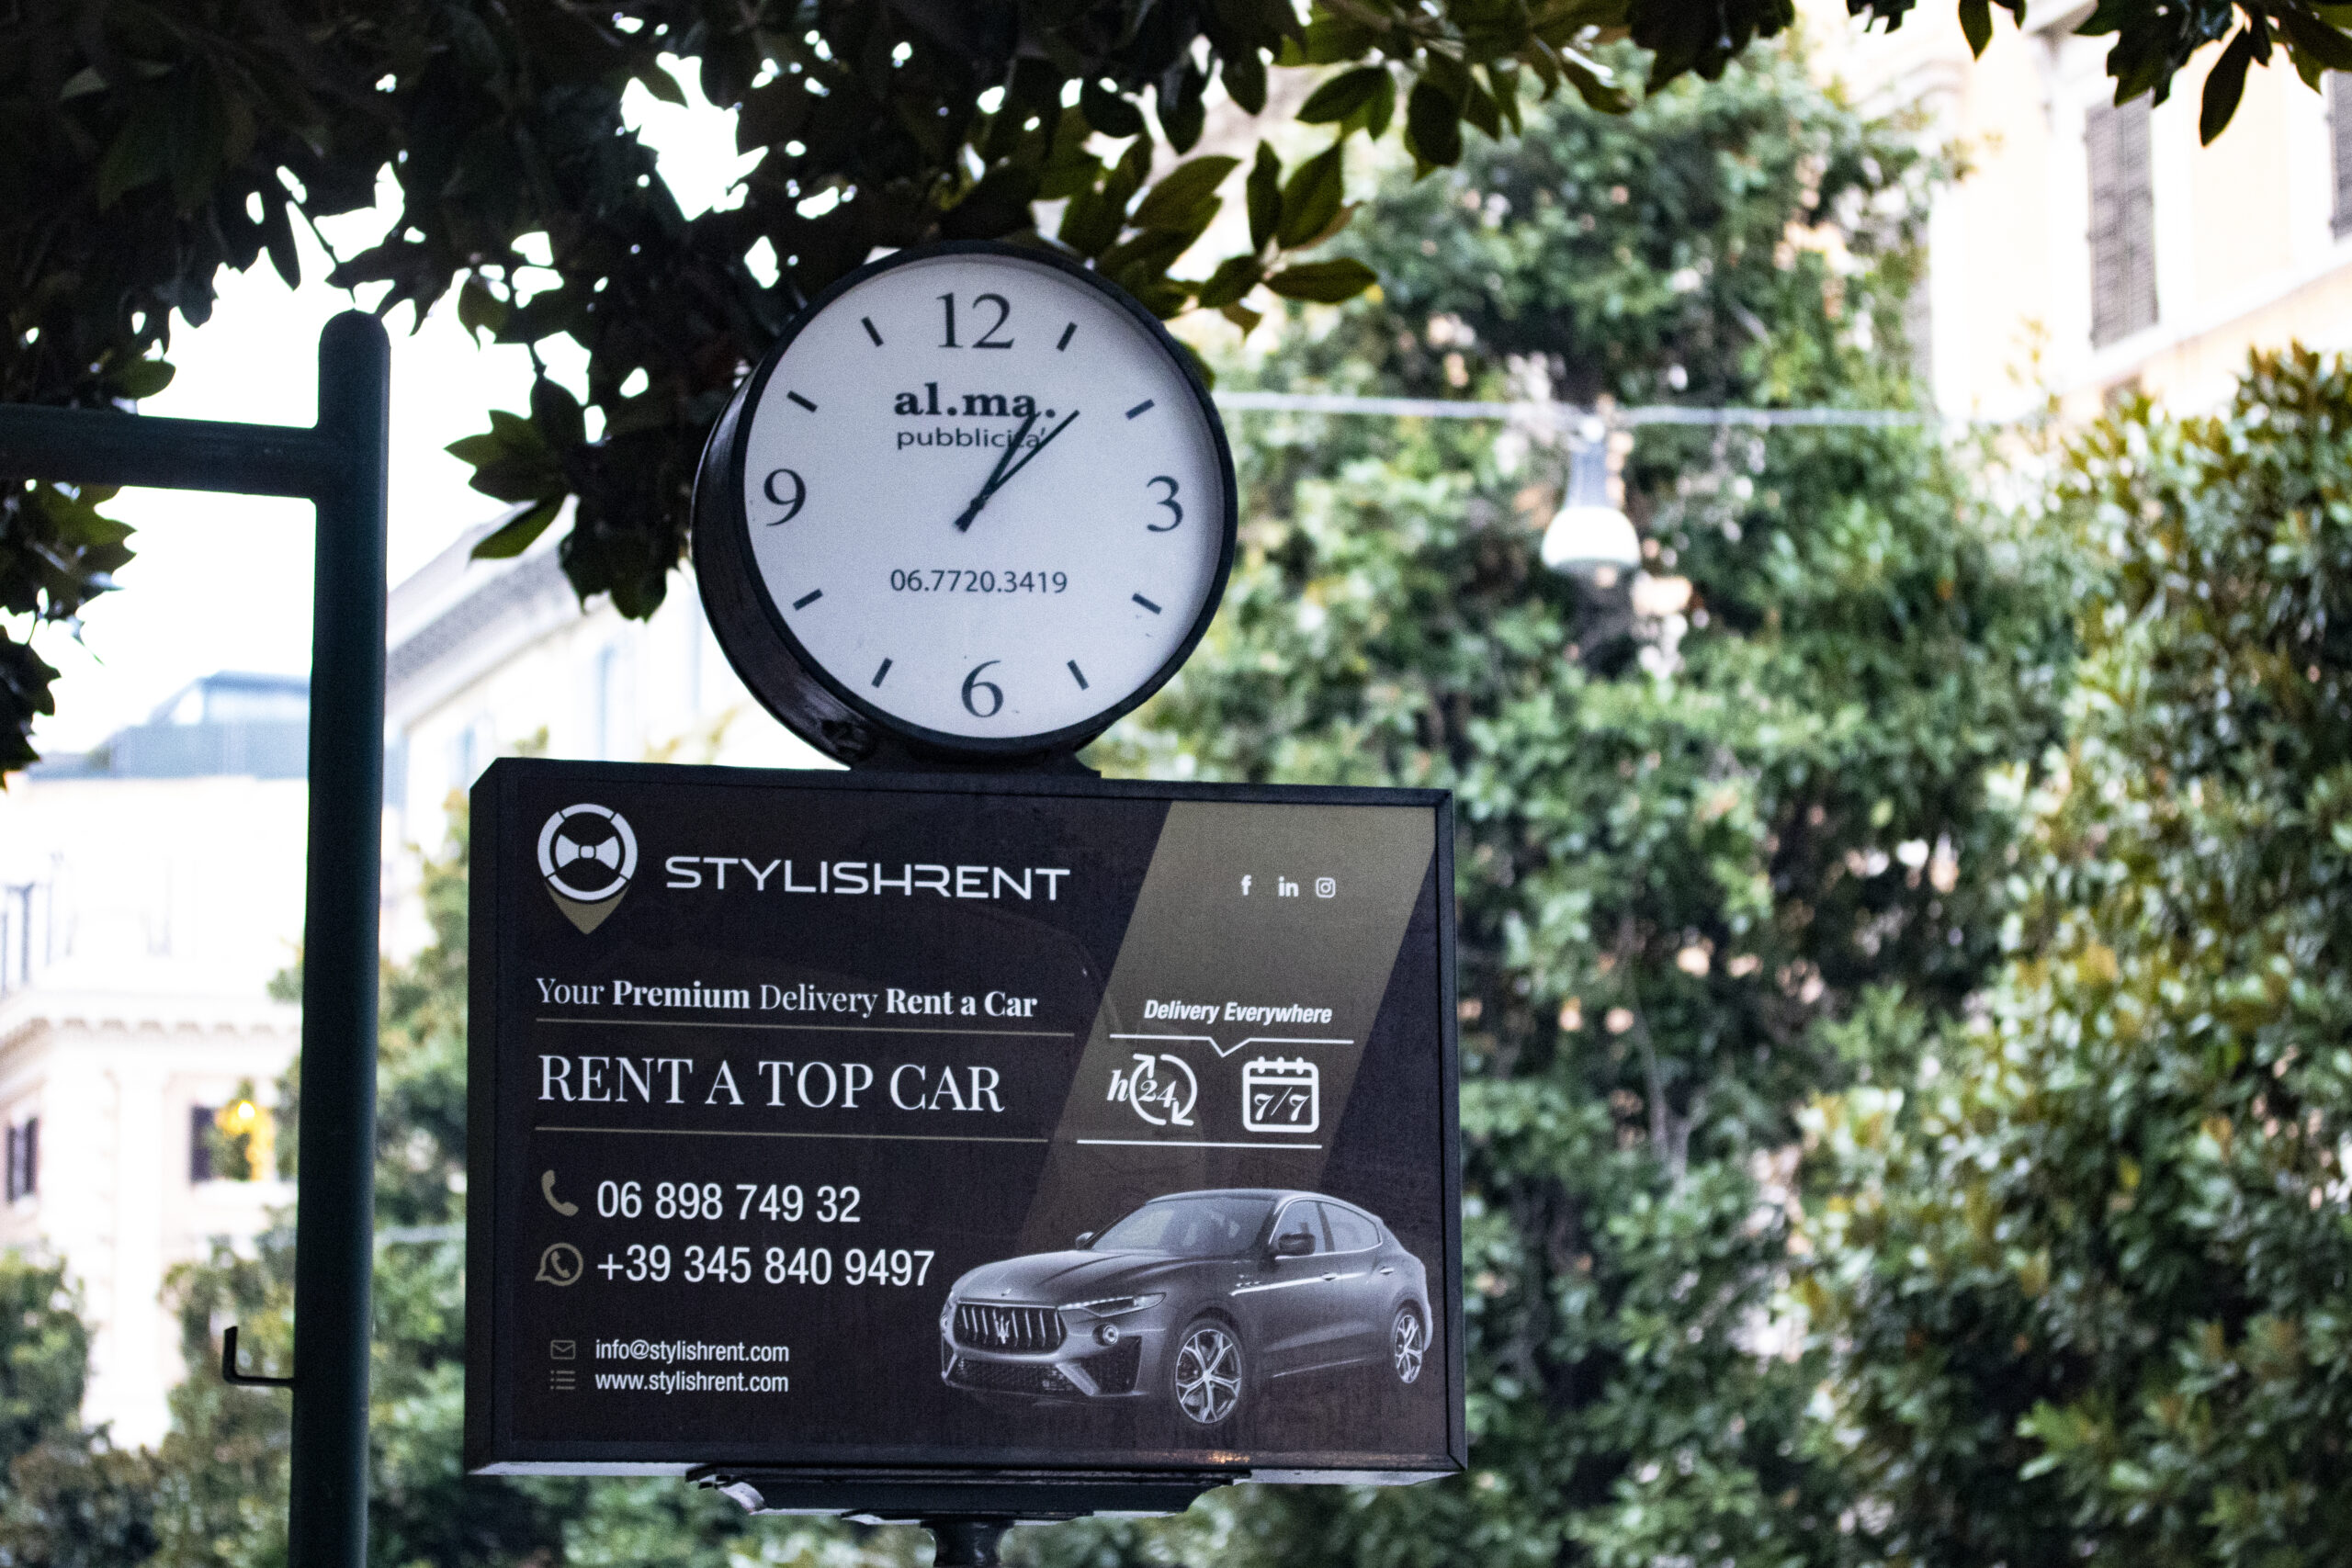 12
al.ma.
pubblicita'
9
3
06.7720.3419
6
STYLISHRENT
f in
Your Premium Delivery Rent a Car
Delivery Everywhere
RENT A TOP CAR
h24
7/7
06 898 749 32
+39 345 840 9497
info@stylishrent.com
www.stylishrent.com